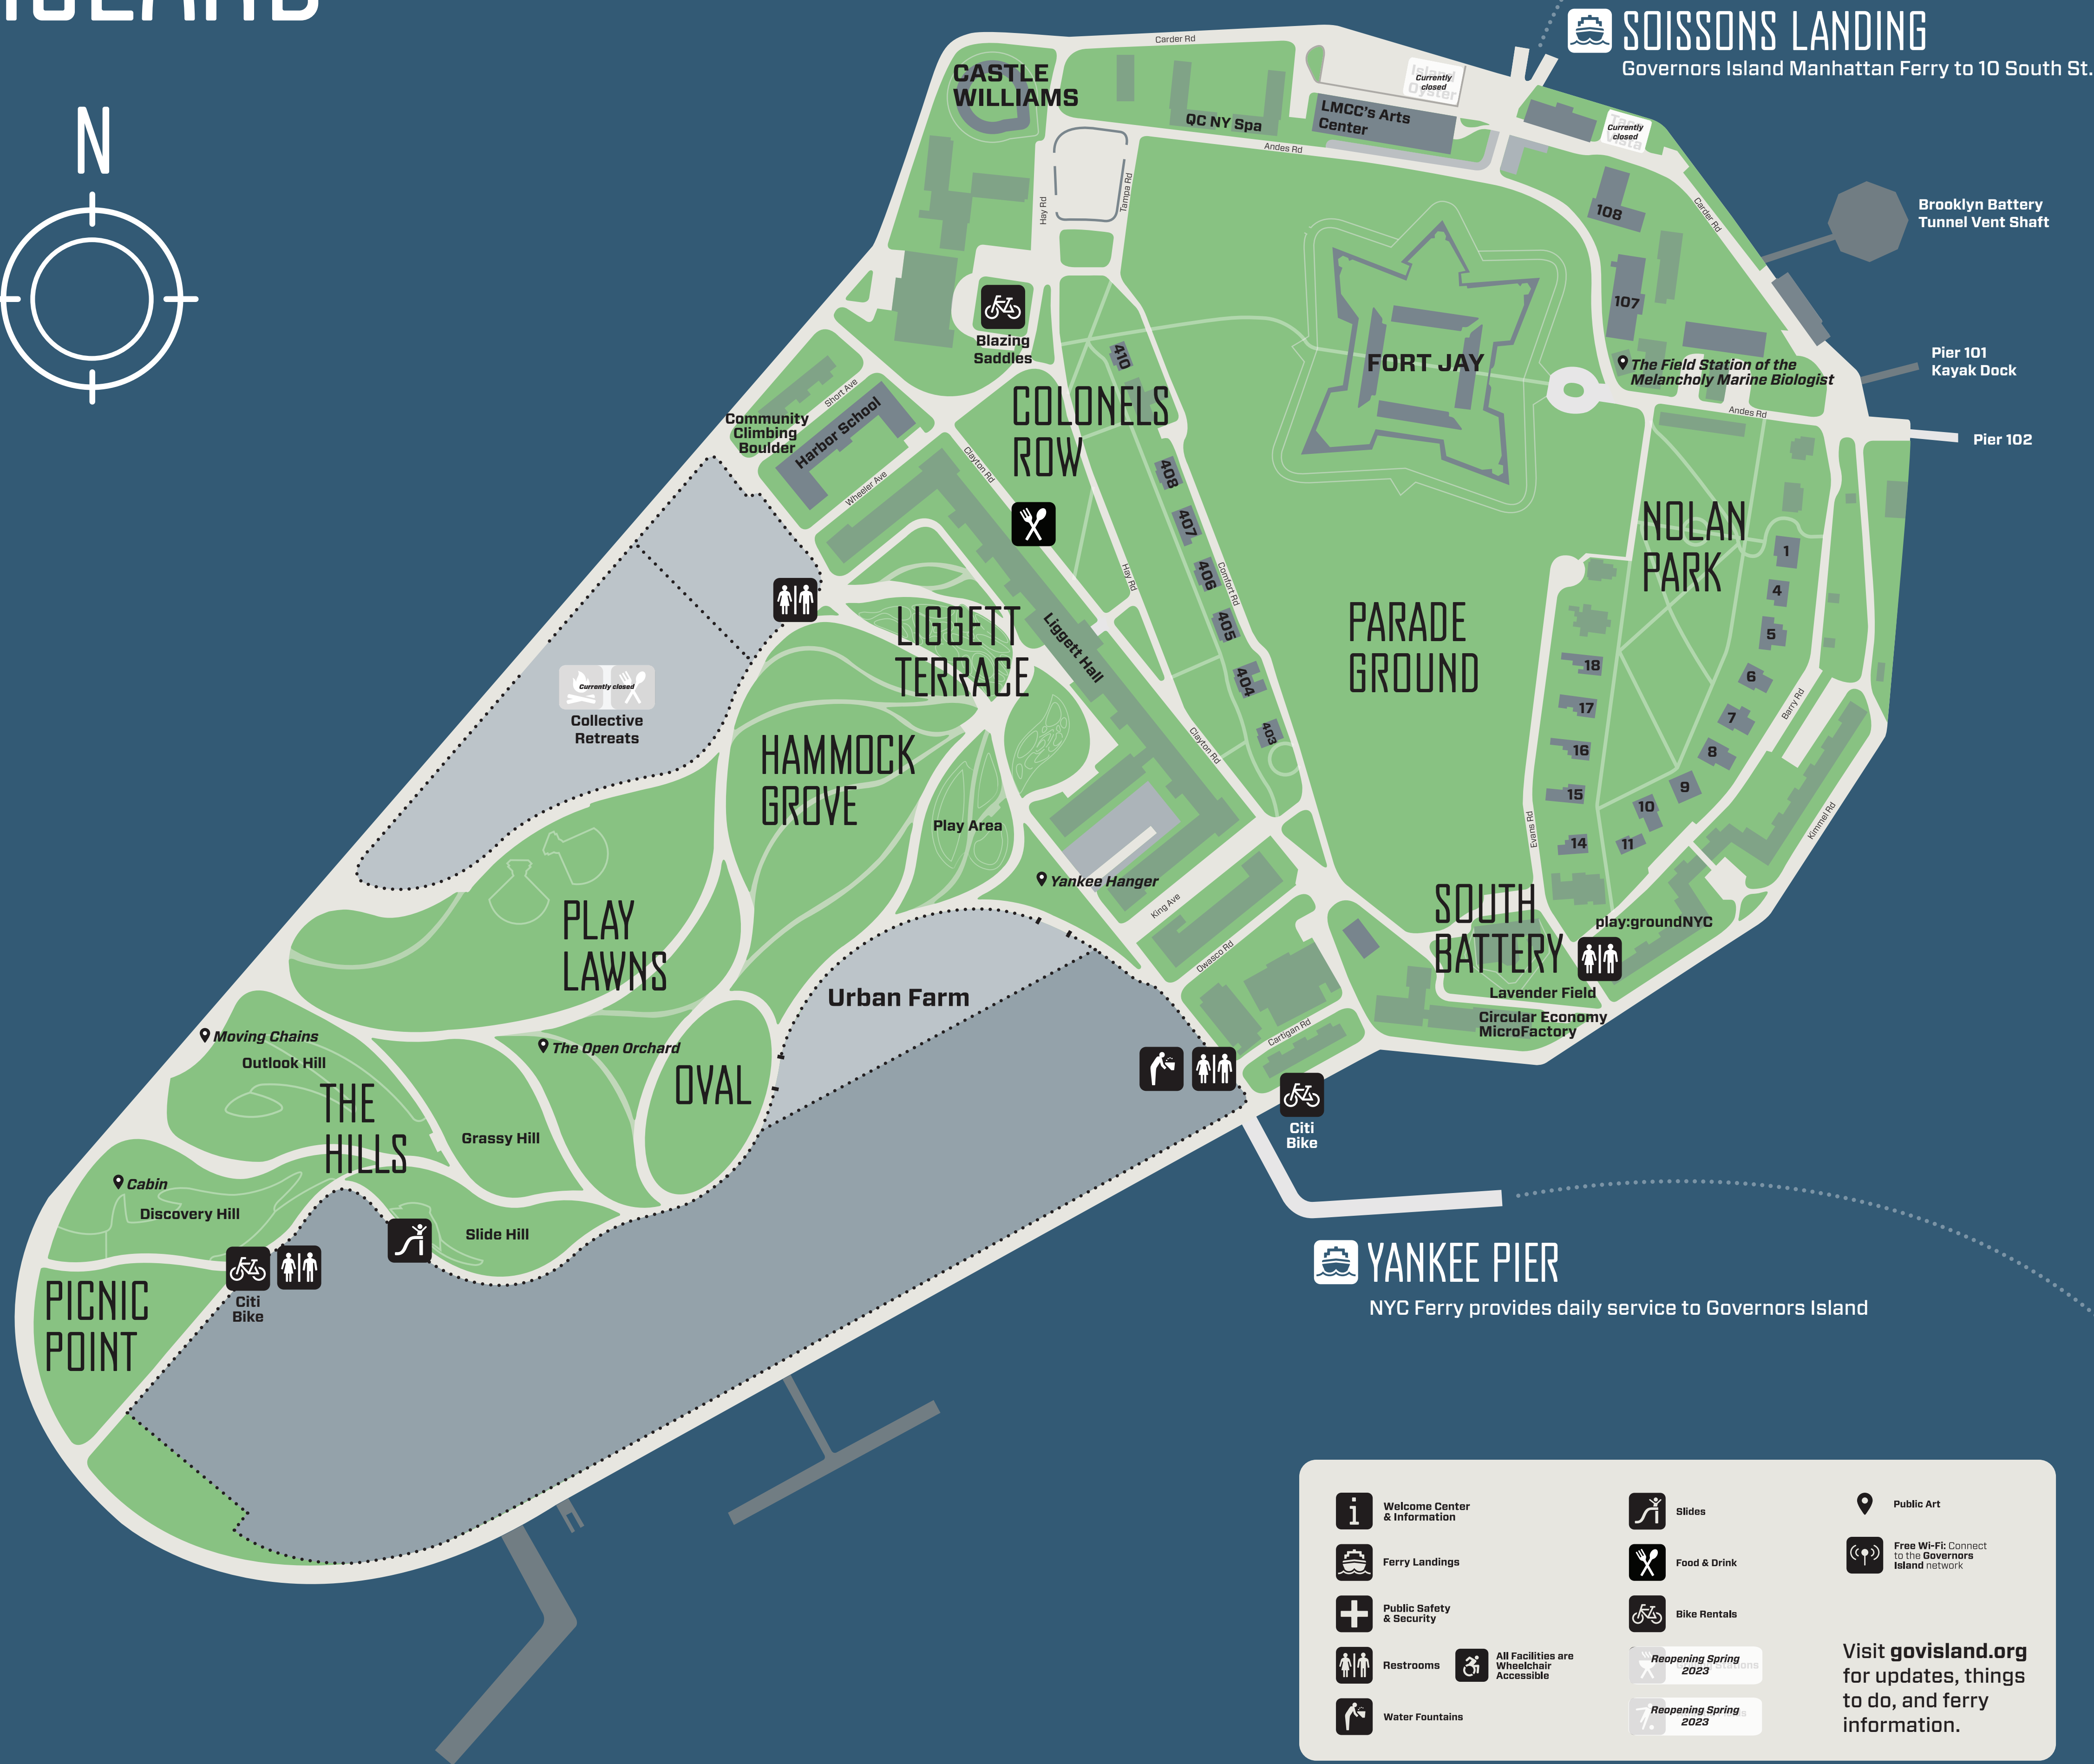 ISLAND
N
SOISSONS LANDING
Governors Island Manhattan Ferry to 10 South St.
CASTLE
WILLIAMS
Carder Rd
QC NY Spa
LMCC's Arts
Center
Island
Oyster
Currently
closed
Taco
Vista
Currently
closed
Andes Rd
Hay Rd
Tampa Rd
108
Carder Rd
Brooklyn Battery
Tunnel Vent Shaft
107
Blazing
Saddles
410
FORT JAY
The Field Station of the
Melancholy Marine Biologist
Pier 101
Kayak Dock
Andes Rd
Pier 102
Community
Climbing
Boulder
Short Ave
Harbor School
Wheeler Ave
COLONELS
ROW
Clayton Rd
408
407
406
405
404
403
Hay Rd
Comfort Rd
NOLAN
PARK
1
4
5
6
7
8
9
10
11
14
15
16
17
18
Barry Rd
Kimmel Rd
Evans Rd
PARADE
GROUND
LIGGETT
TERRACE
Liggett Hall
Clayton Rd
Currently closed
Collective
Retreats
HAMMOCK
GROVE
Play Area
Yankee Hanger
King Ave
Owasco Rd
PLAY
LAWNS
Urban Farm
SOUTH
BATTERY
play:groundNYC
Lavender Field
Circular Economy
MicroFactory
Cartigan Rd
Moving Chains
Outlook Hill
The Open Orchard
OVAL
THE
HILLS
Grassy Hill
Citi
Bike
Cabin
Discovery Hill
Slide Hill
Citi
Bike
PICNIC
POINT
YANKEE PIER
NYC Ferry provides daily service to Governors Island
i
Welcome Center
& Information
Ferry Landings
Public Safety
& Security
Restrooms
All Facilities are
Wheelchair
Accessible
Water Fountains
Slides
Food & Drink
Bike Rentals
Reopening Spring
2023
Reopening Spring
2023
Public Art
Free Wi-Fi: Connect
to the Governors
Island network
Visit govisland.org
for updates, things
to do, and ferry
information.